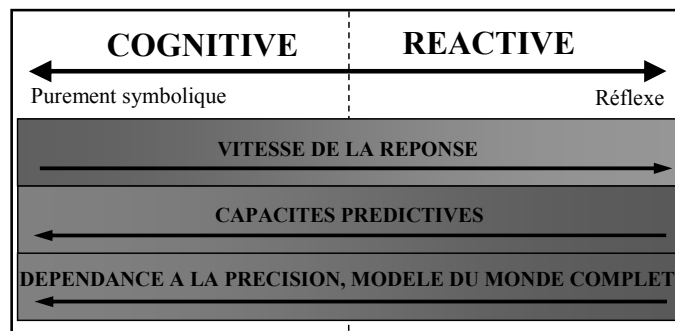 COGNITIVE REACTIVE
Purement symbolique Réflexe
VITESSE DE LA REPONSE
CAPACITES PREDICTIVES
DEPENDANCE A LA PRECISION, MODELE DU MONDE COMPLET